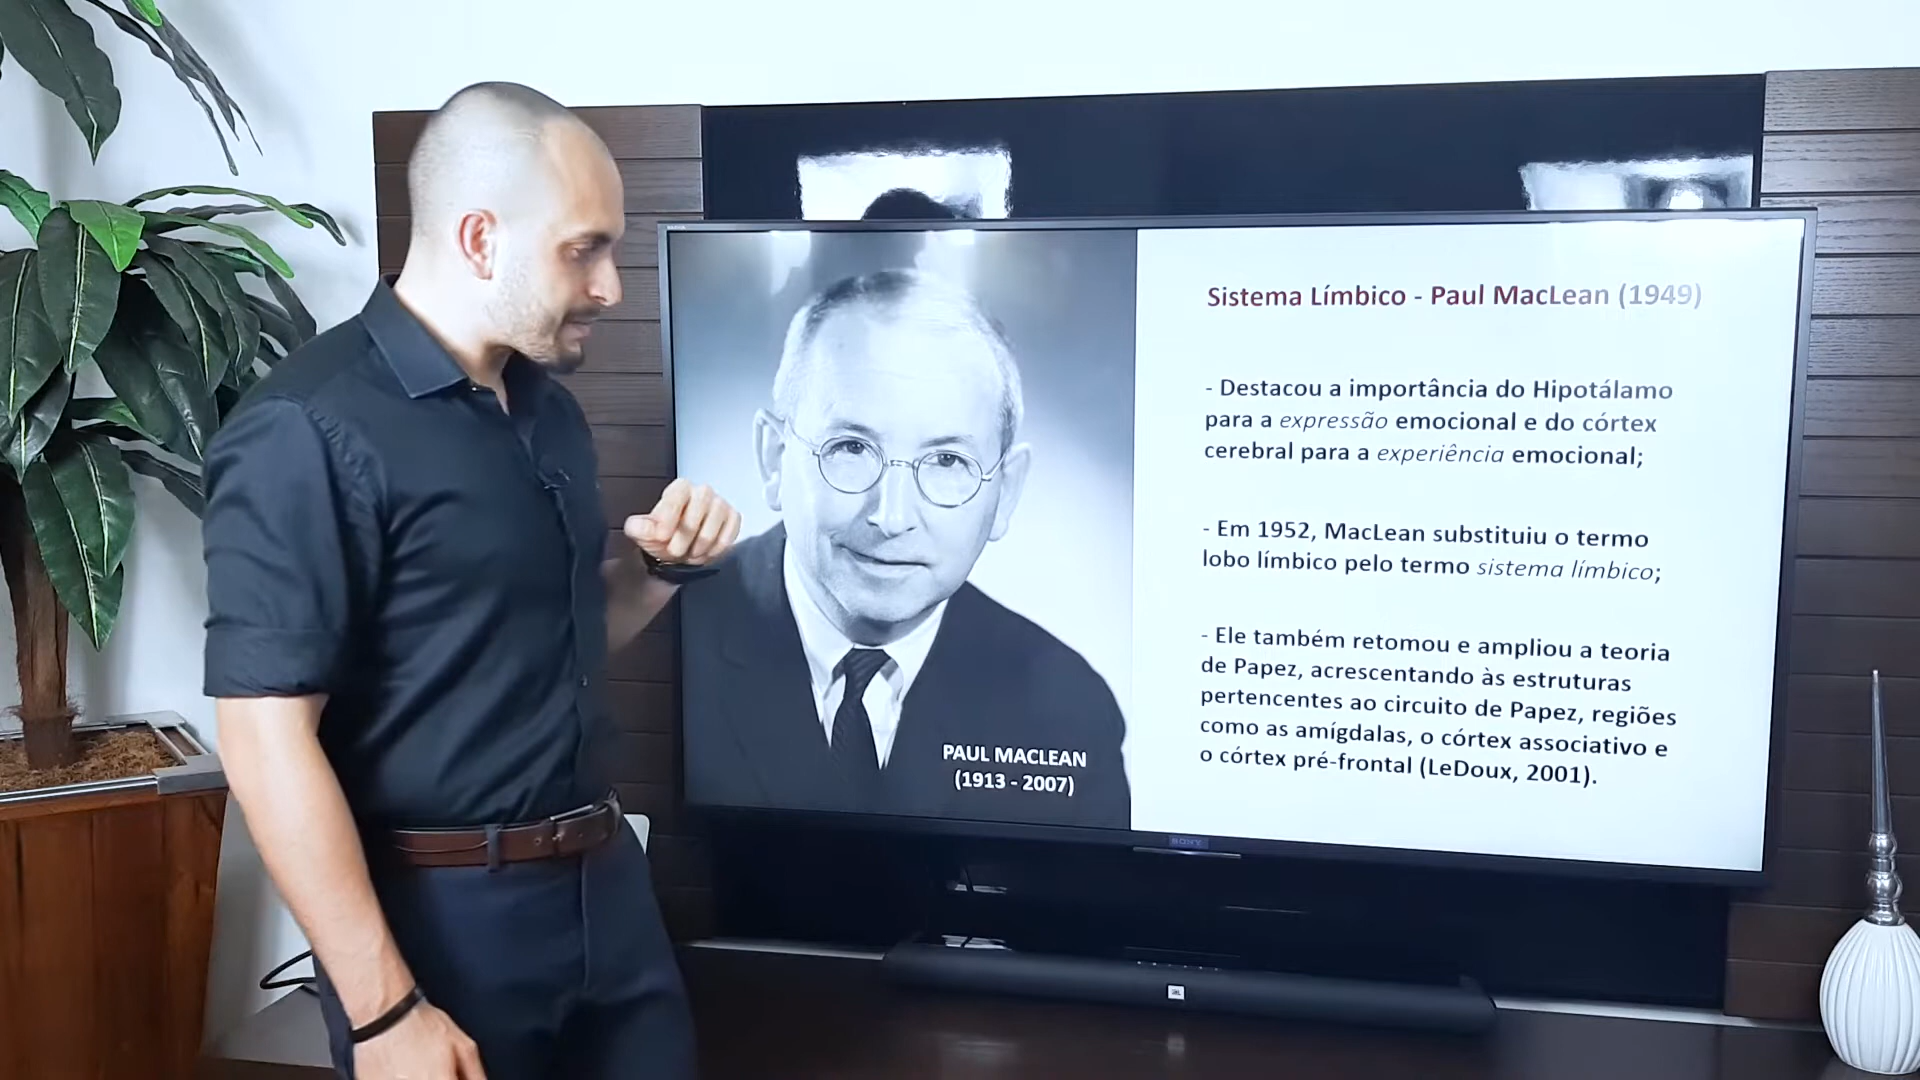 PAUL MACLEAN
(1913 - 2007)
Sistema Límbico - Paul MacLean (1949)
- Destacou a importância do Hipotálamo
para a expressão emocional e do córtex
cerebral para a experiência emocional;
- Em 1952, MacLean substituiu o termo
lobo límbico pelo termo sistema límbico;
- Ele também retomou e ampliou a teoria
de Papez, acrescentando às estruturas
pertencentes ao circuito de Papez, regiões
como as amígdalas, o córtex associativo e
o córtex pré-frontal (LeDoux, 2001).
SONY
JBL